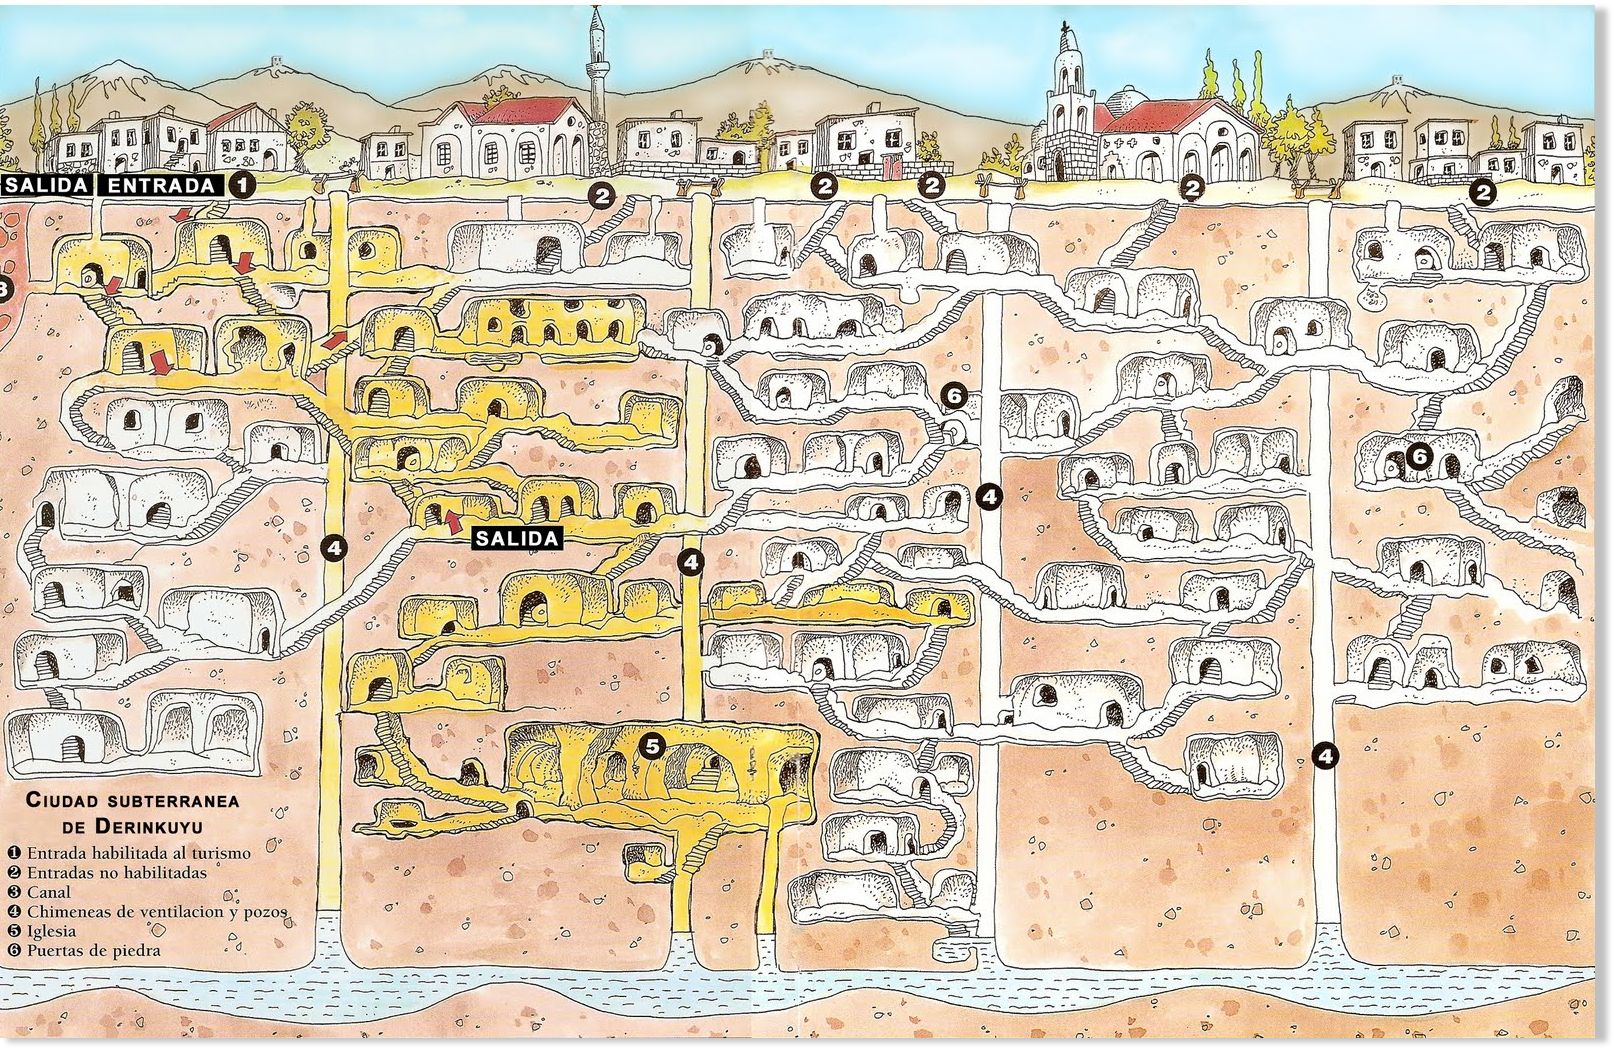 SALIDA ENTRADA 1
2
2
2
2
2
3
6
6
4
SALIDA
4
4
5
4
CIUDAD SUBTERRANEA
DE DERINKUYU
1 Entrada habilitada al turismo
2 Entradas no habilitadas
3 Canal
4 Chimeneas de ventilacion y pozos
5 Iglesia
6 Puertas de piedra